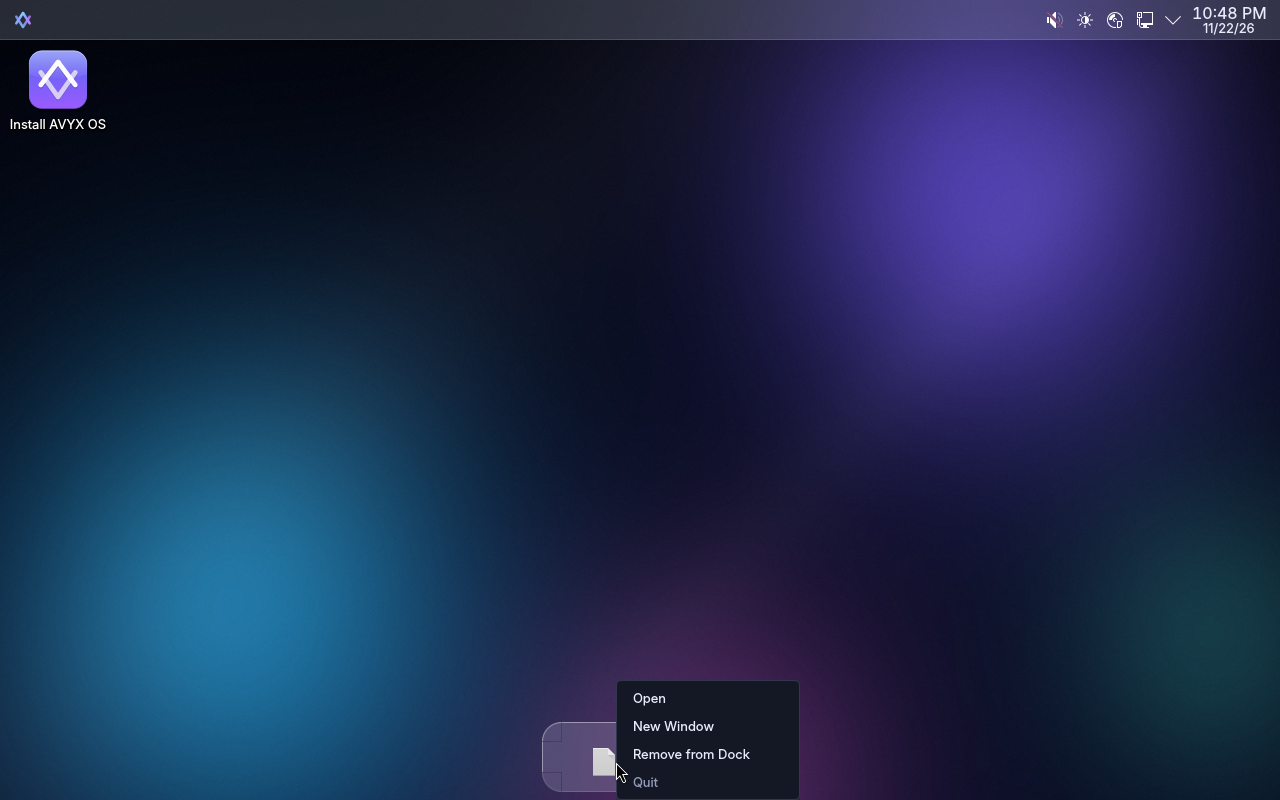 10:48 PM
11/22/26
Install AVYX OS
Open
New Window
Remove from Dock
Quit